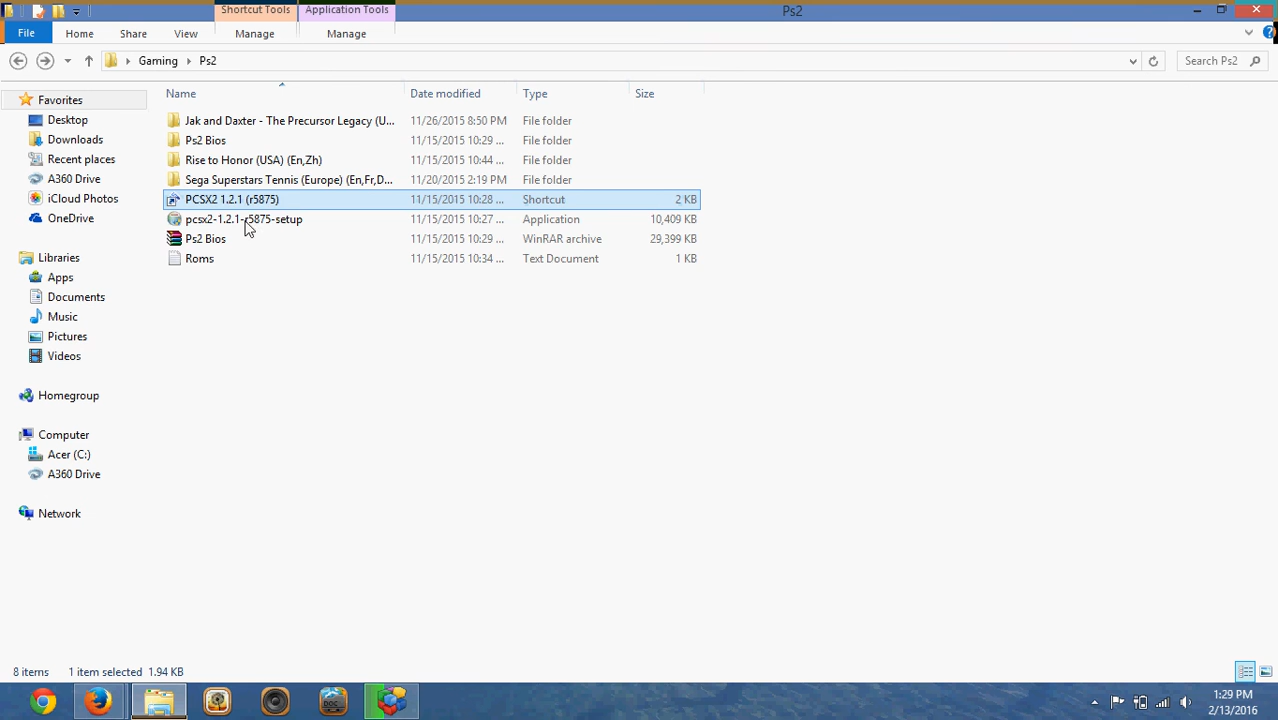 Shortcut Tools Application Tools Ps2
File Home Share View Manage Manage
Gaming Ps2 Search Ps2
Name Date modified Type Size
Favorites
Desktop
Downloads
Recent places
A360 Drive
iCloud Photos
OneDrive
Libraries
Apps
Documents
Music
Pictures
Videos
Homegroup
Computer
Acer (C:)
A360 Drive
Network
Jak and Daxter - The Precursor Legacy (U... 11/26/2015 8:50 PM File folder
Ps2 Bios 11/15/2015 10:29 ... File folder
Rise to Honor (USA) (En,Zh) 11/15/2015 10:44 ... File folder
Sega Superstars Tennis (Europe) (En,Fr,D... 11/20/2015 2:19 PM File folder
PCSX2 1.2.1 (r5875) 11/15/2015 10:28 ... Shortcut 2 KB
pcsx2-1.2.1-r5875-setup 11/15/2015 10:27 ... Application 10,409 KB
Ps2 Bios 11/15/2015 10:29 ... WinRAR archive 29,399 KB
Roms 11/15/2015 10:34 ... Text Document 1 KB
8 items 1 item selected 1.94 KB
DOC
1:29 PM
2/13/2016